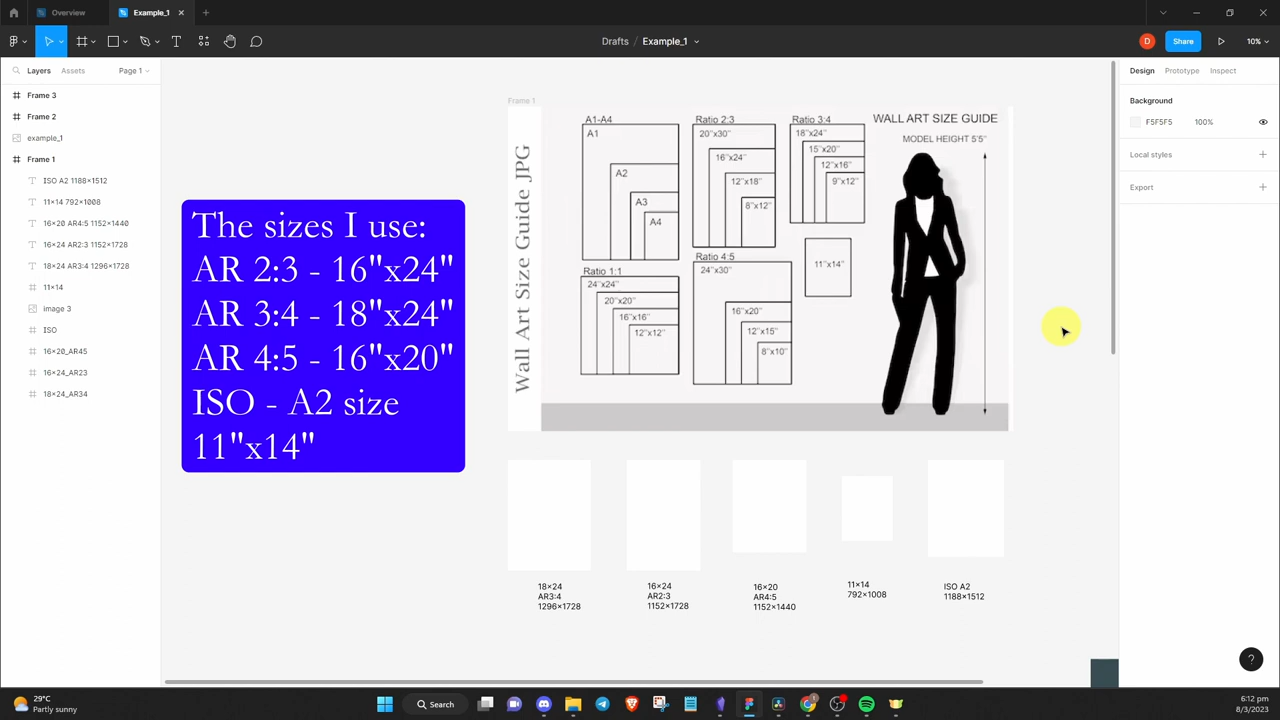 Overview
Example_1
Drafts / Example_1
D
Share
10%
Layers
Assets
Page 1
Frame 3
Frame 2
example_1
Frame 1
ISO A2 1188×1512
11×14 792×1008
16×20 AR4:5 1152×1440
16×24 AR2:3 1152×1728
18×24 AR3:4 1296×1728
11×14
image 3
ISO
16×20_AR45
16×24_AR23
18×24_AR34
The sizes I use:
AR 2:3 - 16"x24"
AR 3:4 - 18"x24"
AR 4:5 - 16"x20"
ISO - A2 size
11"x14"
Frame 1
Wall Art Size Guide JPG
A1-A4
A1
A2
A3
A4
Ratio 2:3
20"x30"
16"x24"
12"x18"
8"x12"
Ratio 3:4
18"x24"
15"x20"
12"x16"
9"x12"
WALL ART SIZE GUIDE
MODEL HEIGHT 5'5"
11"x14"
Ratio 1:1
24"x24"
20"x20"
16"x16"
12"x12"
Ratio 4:5
24"x30"
16"x20"
12"x15"
8"x10"
18×24
AR3:4
1296×1728
16×24
AR2:3
1152×1728
16×20
AR4:5
1152×1440
11×14
792×1008
ISO A2
1188×1512
Design
Prototype
Inspect
Background
F5F5F5
100%
Local styles
Export
?
29°C
Partly sunny
Search
6:12 pm
8/3/2023